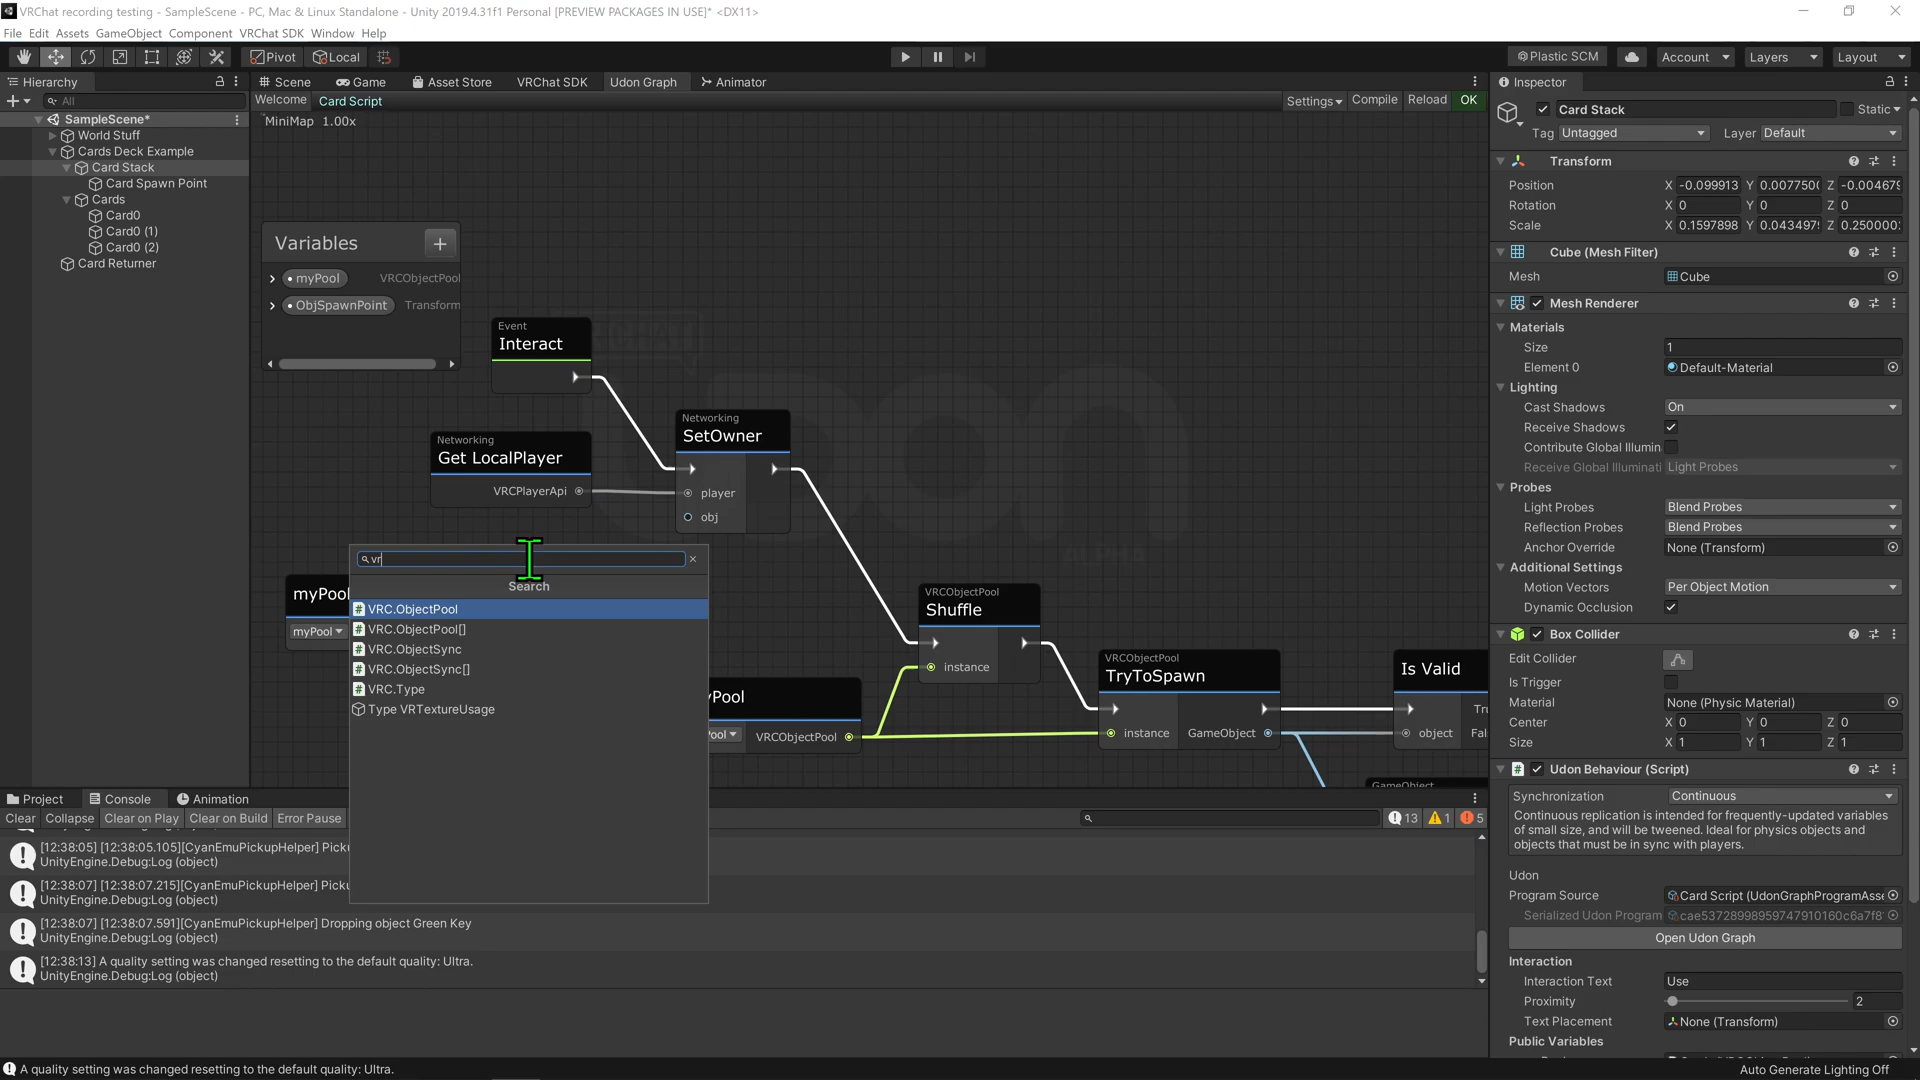 VRChat recording testing - SampleScene - PC, Mac & Linux Standalone - Unity 2019.4.31f1 Personal [PREVIEW PACKAGES IN USE]* <DX11>
File Edit Assets GameObject Component VRChat SDK Window Help
Pivot Local
Plastic SCM Account Layers Layout
Hierarchy
All
SampleScene*
World Stuff
Cards Deck Example
Card Stack
Card Spawn Point
Cards
Card0
Card0 (1)
Card0 (2)
Card Returner
Scene Game Asset Store VRChat SDK Udon Graph Animator
Welcome Card Script
Settings Compile Reload OK
MiniMap 1.00x
Variables
myPool VRCObjectPool
ObjSpawnPoint Transform
Event
Interact
Networking
Get LocalPlayer
VRCPlayerApi
Networking
SetOwner
player
obj
myPool
myPool
vr
Search
VRC.ObjectPool
VRC.ObjectPool[]
VRC.ObjectSync
VRC.ObjectSync[]
VRC.Type
Type VRTextureUsage
yPool
ool VRCObjectPool
VRCObjectPool
Shuffle
instance
VRCObjectPool
TryToSpawn
instance GameObject
Is Valid
Tru
object Fal
GameObject
Project Console Animation
Clear Collapse Clear on Play Clear on Build Error Pause
13 1 5
[12:38:05] [12:38:05.105][CyanEmuPickupHelper] Picku
UnityEngine.Debug:Log (object)
[12:38:07] [12:38:07.215][CyanEmuPickupHelper] Picku
UnityEngine.Debug:Log (object)
[12:38:07] [12:38:07.591][CyanEmuPickupHelper] Dropping object Green Key
UnityEngine.Debug:Log (object)
[12:38:13] A quality setting was changed resetting to the default quality: Ultra.
UnityEngine.Debug:Log (object)
A quality setting was changed resetting to the default quality: Ultra.
Inspector
Card Stack Static
Tag Untagged Layer Default
Transform
Position X -0.099913 Y 0.007750( Z -0.004679
Rotation X 0 Y 0 Z 0
Scale X 0.1597898 Y 0.0434979 Z 0.250000
Cube (Mesh Filter)
Mesh Cube
Mesh Renderer
Materials
Size 1
Element 0 Default-Material
Lighting
Cast Shadows On
Receive Shadows
Contribute Global Illumin
Receive Global Illuminati Light Probes
Probes
Light Probes Blend Probes
Reflection Probes Blend Probes
Anchor Override None (Transform)
Additional Settings
Motion Vectors Per Object Motion
Dynamic Occlusion
Box Collider
Edit Collider
Is Trigger
Material None (Physic Material)
Center X 0 Y 0 Z 0
Size X 1 Y 1 Z 1
Udon Behaviour (Script)
Synchronization Continuous
Continuous replication is intended for frequently-updated variables
of small size, and will be tweened. Ideal for physics objects and
objects that must be in sync with players.
Udon
Program Source Card Script (UdonGraphProgramAsse
Serialized Udon Program
Open Udon Graph
Interaction
Interaction Text Use
Proximity 2
Text Placement None (Transform)
Public Variables
Auto Generate Lighting Off